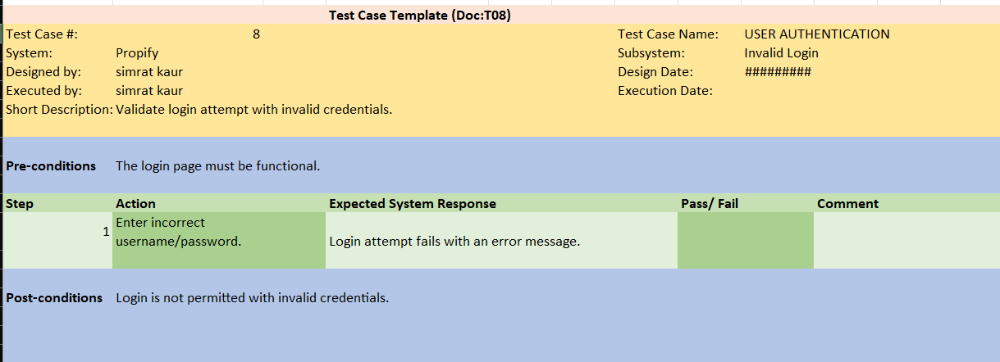 Test Case Template (Doc:T08)
Test Case #: 8 Test Case Name: USER AUTHENTICATION
System: Propify Subsystem: Invalid Login
Designed by: simrat kaur Design Date: #########
Executed by: simrat kaur Execution Date:
Short Description: Validate login attempt with invalid credentials.
Pre-conditions The login page must be functional.
Step Action Expected System Response Pass/ Fail Comment
1 Enter incorrect
username/password. Login attempt fails with an error message.
Post-conditions Login is not permitted with invalid credentials.